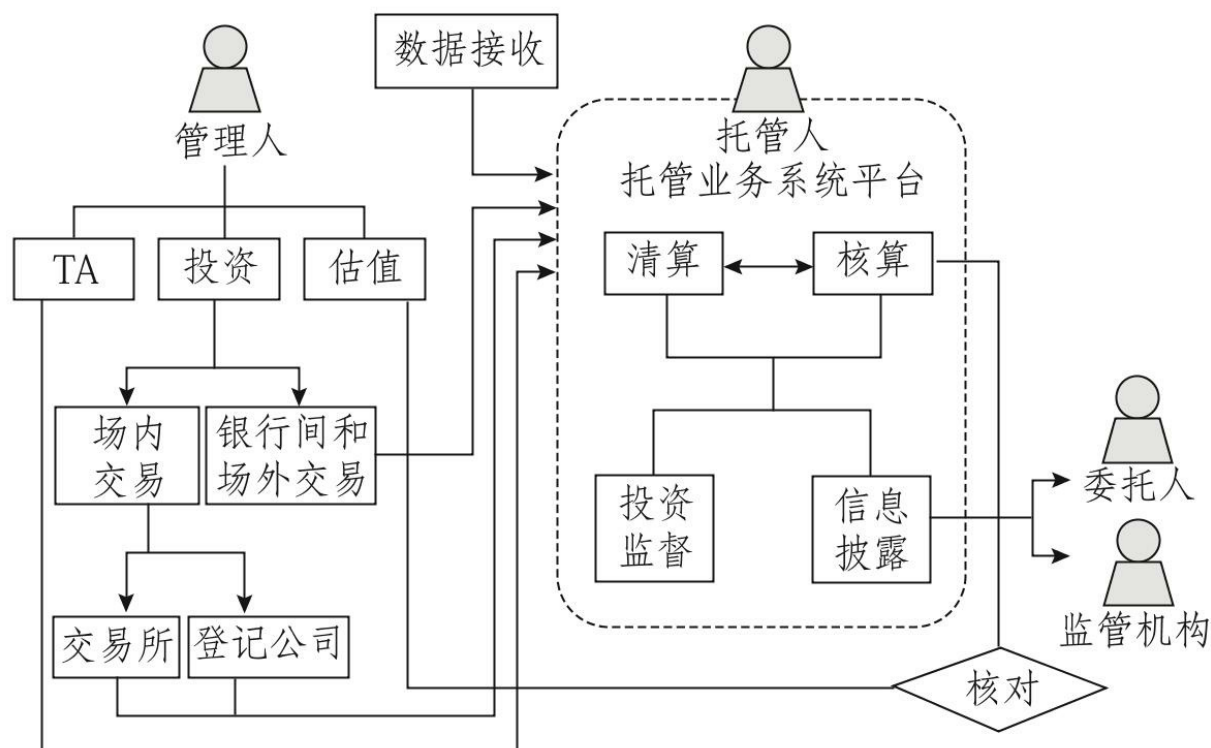 数据接收
管理人
托管人
托管业务系统平台
TA
投资
估值
清算
核算
场内
交易
银行间和
场外交易
投资
监督
信息
披露
委托人
监管机构
交易所
登记公司
核对